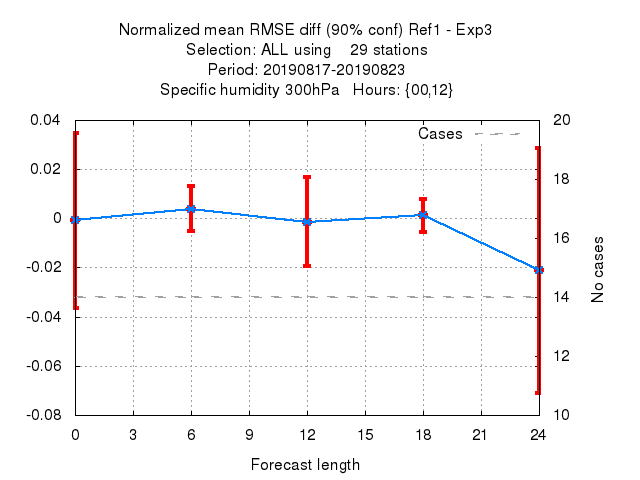 Normalized mean RMSE diff (90% conf) Ref1 - Exp3
Selection: ALL using    29 stations
Period: 20190817-20190823
Specific humidity 300hPa   Hours: {00,12}
0.04
0.02
0
-0.02
-0.04
-0.06
-0.08
Cases
20
18
16
14
12
10
No cases
0 3 6 9 12 15 18 21 24
Forecast length